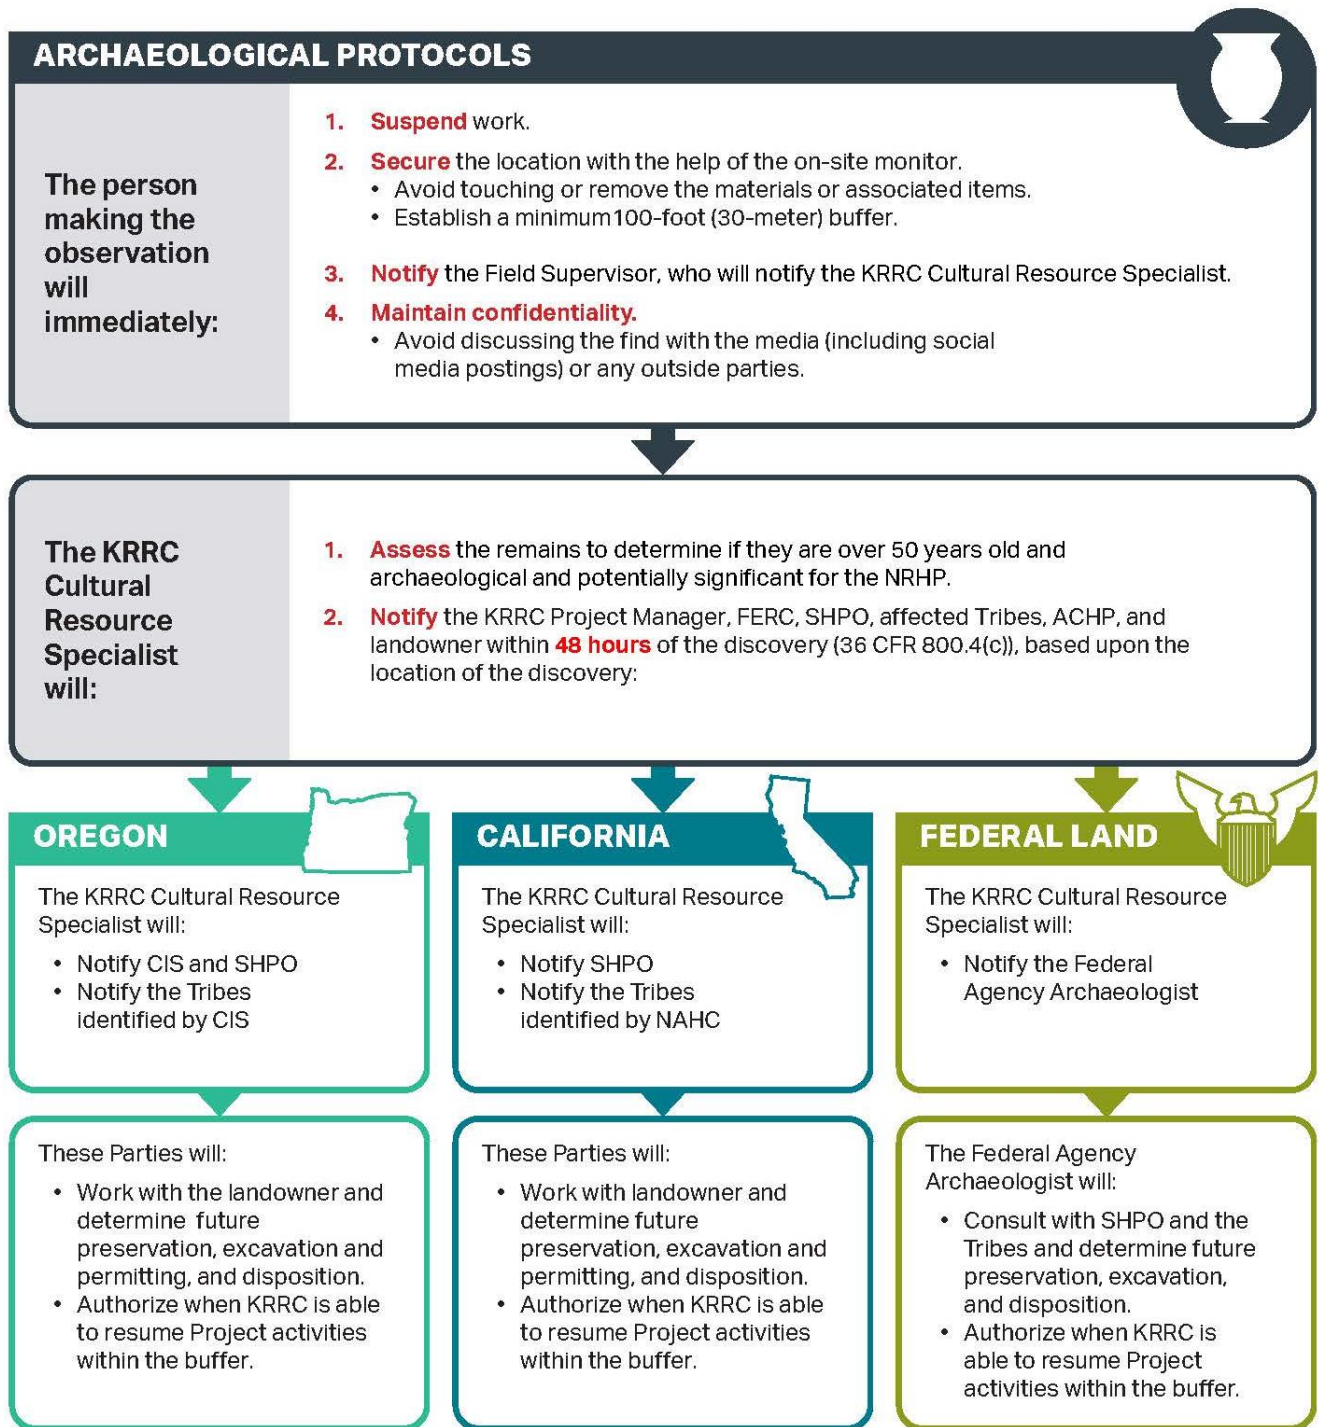 ARCHAEOLOGICAL PROTOCOLS
The person
making the
observation
will
immediately:
1. Suspend work.
2. Secure the location with the help of the on-site monitor.
• Avoid touching or remove the materials or associated items.
• Establish a minimum100-foot (30-meter) buffer.
3. Notify the Field Supervisor, who will notify the KRRC Cultural Resource Specialist.
4. Maintain confidentiality.
• Avoid discussing the find with the media (including social
media postings) or any outside parties.
The KRRC
Cultural
Resource
Specialist
will:
1. Assess the remains to determine if they are over 50 years old and
archaeological and potentially significant for the NRHP.
2. Notify the KRRC Project Manager, FERC, SHPO, affected Tribes, ACHP, and
landowner within 48 hours of the discovery (36 CFR 800.4(c)), based upon the
location of the discovery:
OREGON
The KRRC Cultural Resource
Specialist will:
• Notify CIS and SHPO
• Notify the Tribes
identified by CIS
These Parties will:
• Work with the landowner and
determine future
preservation, excavation and
permitting, and disposition.
• Authorize when KRRC is able
to resume Project activities
within the buffer.
CALIFORNIA
The KRRC Cultural Resource
Specialist will:
• Notify SHPO
• Notify the Tribes
identified by NAHC
These Parties will:
• Work with landowner and
determine future
preservation, excavation and
permitting, and disposition.
• Authorize when KRRC is able
to resume Project activities
within the buffer.
FEDERAL LAND
The KRRC Cultural Resource
Specialist will:
• Notify the Federal
Agency Archaeologist
The Federal Agency
Archaeologist will:
• Consult with SHPO and the
Tribes and determine future
preservation, excavation,
and disposition.
• Authorize when KRRC is
able to resume Project
activities within the buffer.